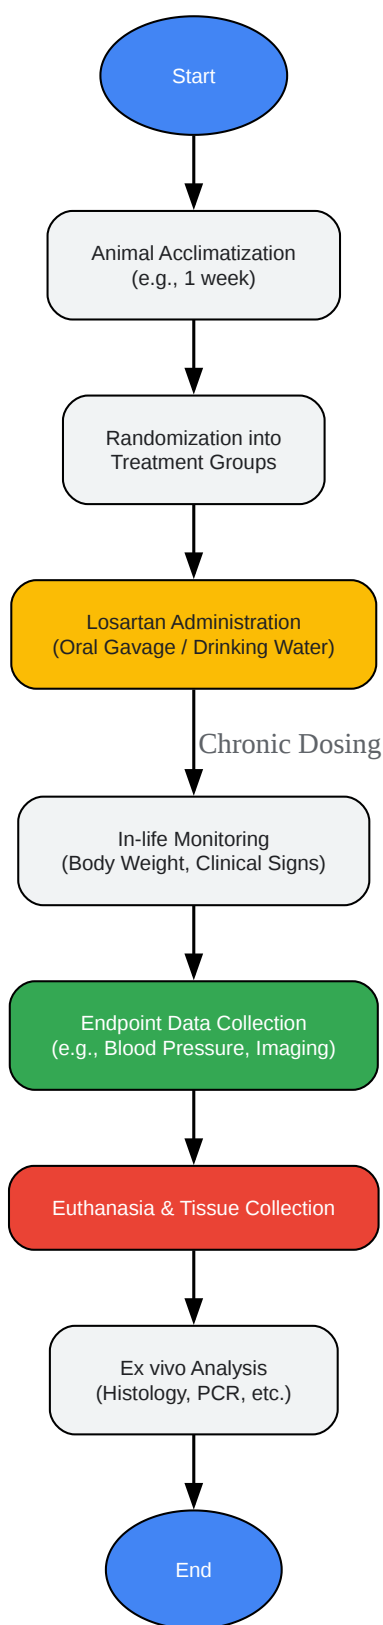 Start
Animal Acclimatization
(e.g., 1 week)
Randomization into
Treatment Groups
Losartan Administration
(Oral Gavage / Drinking Water)
Chronic Dosing
In-life Monitoring
(Body Weight, Clinical Signs)
Endpoint Data Collection
(e.g., Blood Pressure, Imaging)
Euthanasia & Tissue Collection
Ex vivo Analysis
(Histology, PCR, etc.)
End